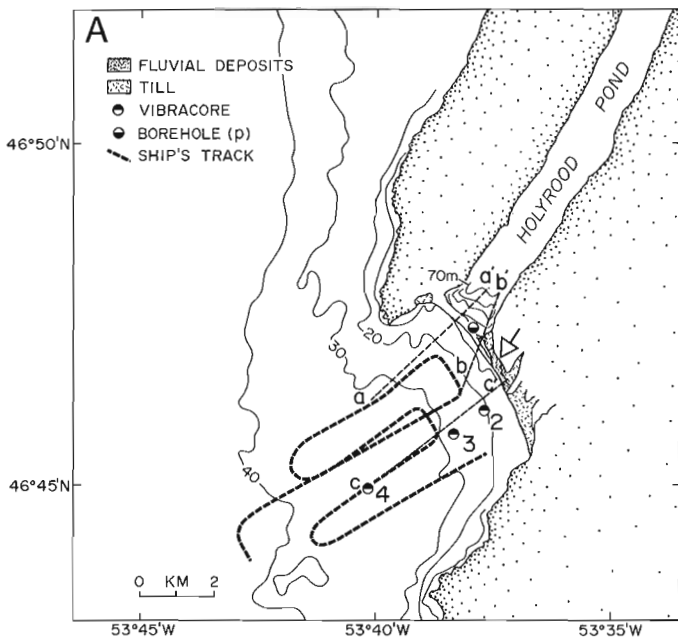 A
FLUVIAL DEPOSITS
TILL
VIBRACORE
BOREHOLE (p)
SHIP'S TRACK
46°50'N
HOLYROOD POND
70m
a'
b'
20
30
b
c'
a
2
3
40
c
4
46°45'N
0 KM 2
53°45'W
53°40'W
53°35'W